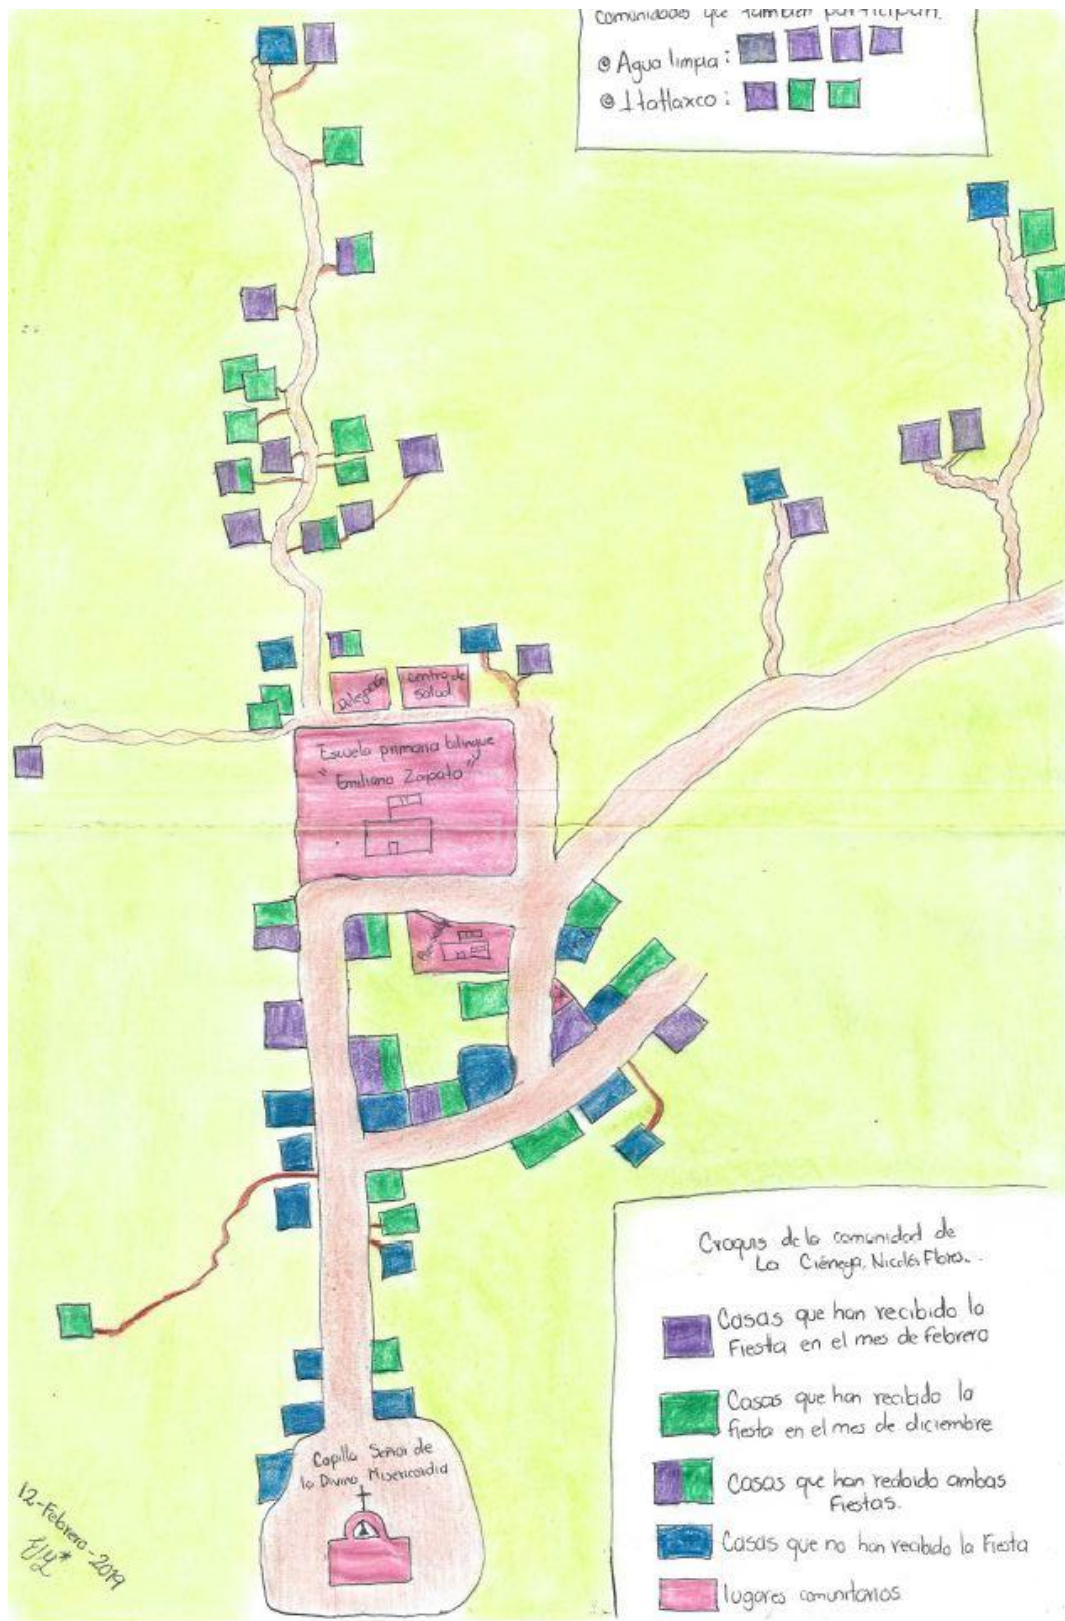 comunidades que también participan.
@ Agua limpia:
@ Itatlaxco:
Delegación
Centro de
Salud
Escuela primaria bilingüe
"Emiliano Zapata"
Capilla Señor de
la Divina Misericordia
12-Febrero-2019
Croquis de la comunidad de
La Ciénega, Nicolás Flores.
Casas que han recibido la
Fiesta en el mes de febrero
Casas que han recibido la
fiesta en el mes de diciembre
Casas que han recibido ambas
Fiestas.
Casas que no han recibido la Fiesta
lugares comunitarios